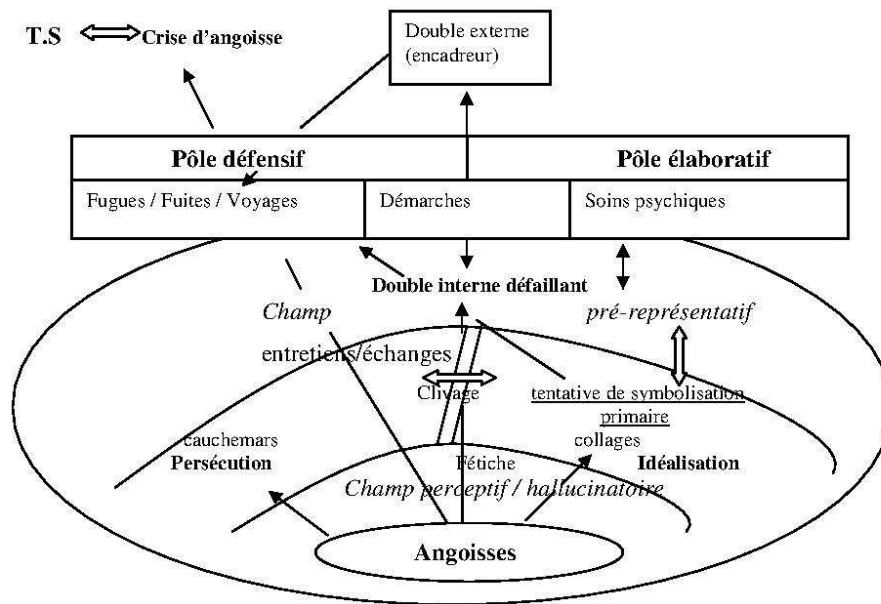 T.S
Crise d'angoisse
Double externe
(encadreur)
Pôle défensif
Pôle élaboratif
Fugues / Fuites / Voyages
Démarches
Soins psychiques
Double interne défaillant
Champ
pré-représentatif
entretiens/échanges
Clivage
tentative de symbolisation
primaire
cauchemars
collages
Persécution
Fétiche
Idéalisation
Champ perceptif / hallucinatoire
Angoisses